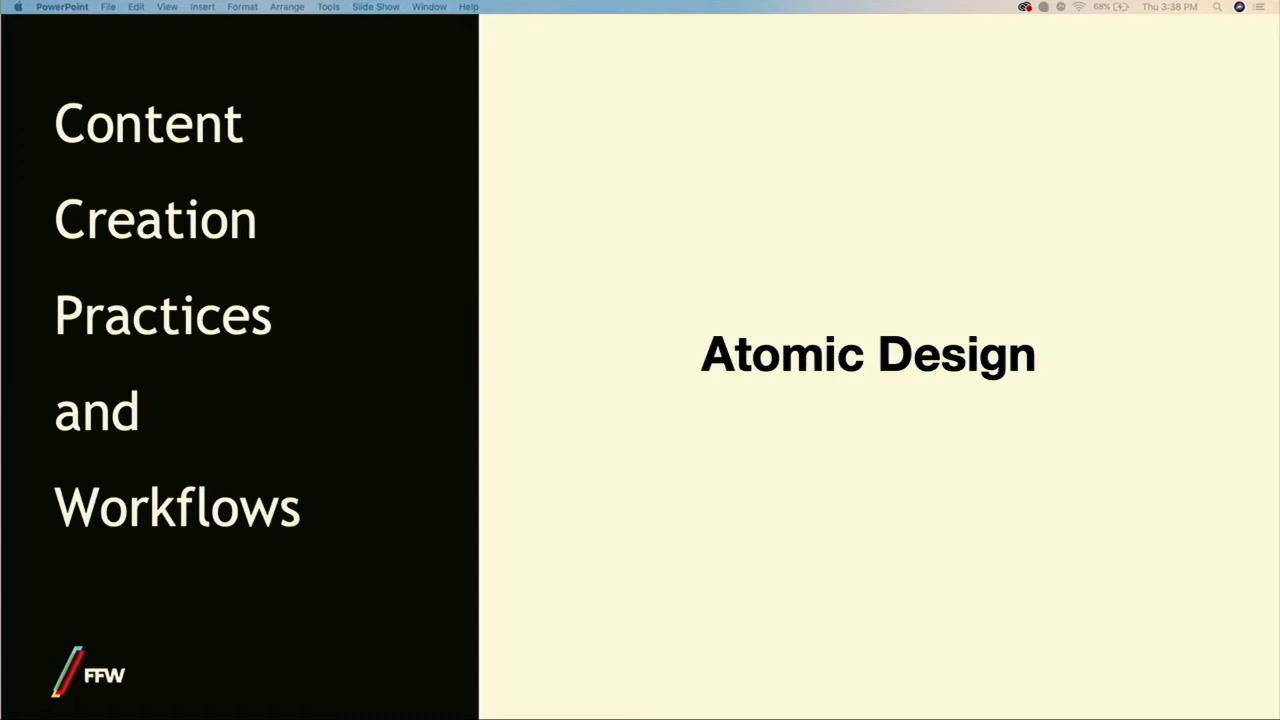 PowerPoint File Edit View Insert Format Arrange Tools Slide Show Window Help 68% Thu 3:38 PM
Content
Creation
Practices
and
Workflows
Atomic Design
FFW